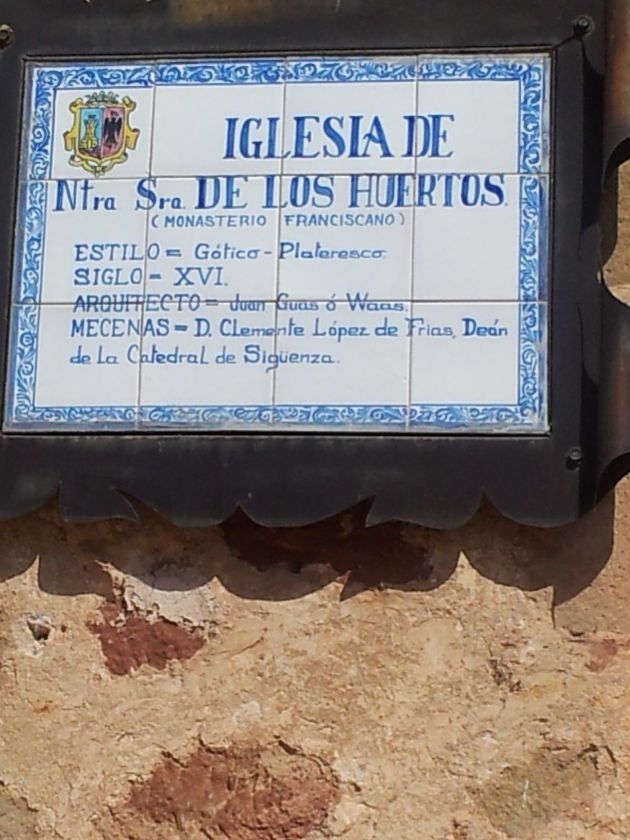 IGLESIA DE
Ntra Sra DE LOS HUERTOS
(MONASTERIO FRANCISCANO)
ESTILO = Gótico - Plateresco.
SIGLO = XVI.
ARQUITECTO = Juan Guas ó Waas.
MECENAS = D. Clemente López de Frias, Deán
de La Catedral de Sigüenza.